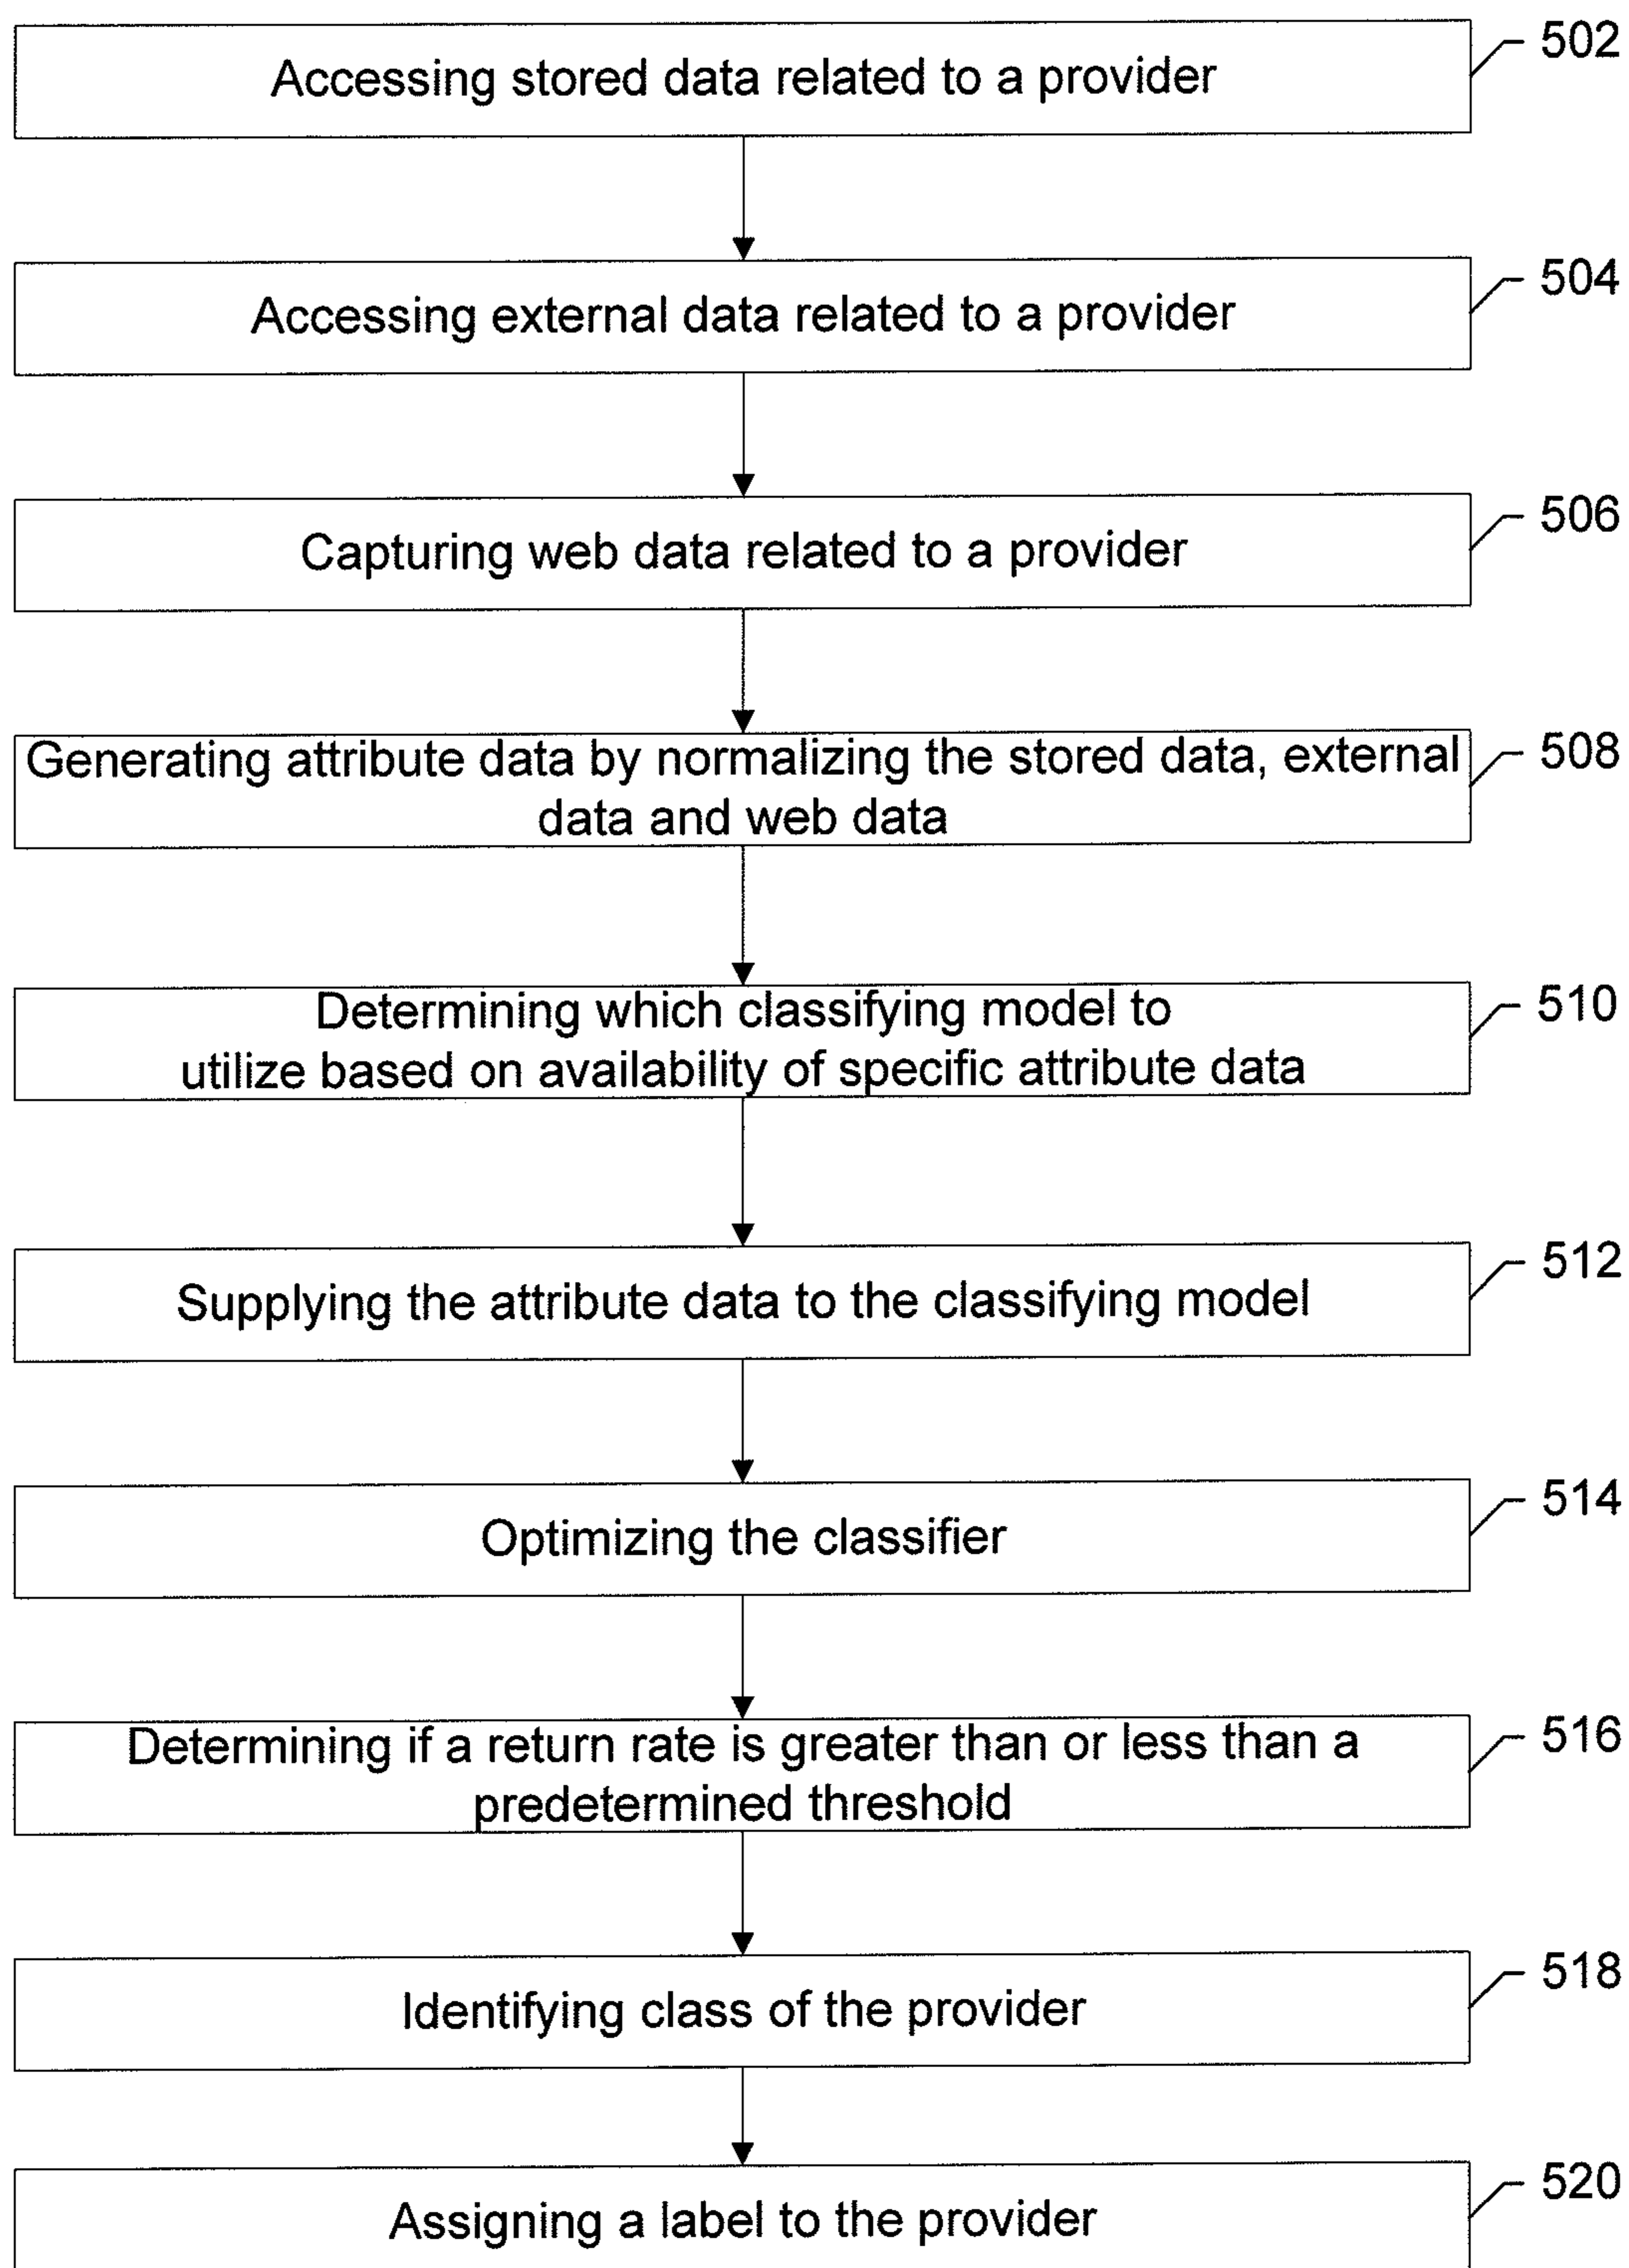 Accessing stored data related to a provider
502
Accessing external data related to a provider
504
Capturing web data related to a provider
506
Generating attribute data by normalizing the stored data, external
data and web data
508
Determining which classifying model to
utilize based on availability of specific attribute data
510
Supplying the attribute data to the classifying model
512
Optimizing the classifier
514
Determining if a return rate is greater than or less than a
predetermined threshold
516
Identifying class of the provider
518
Assigning a label to the provider
520